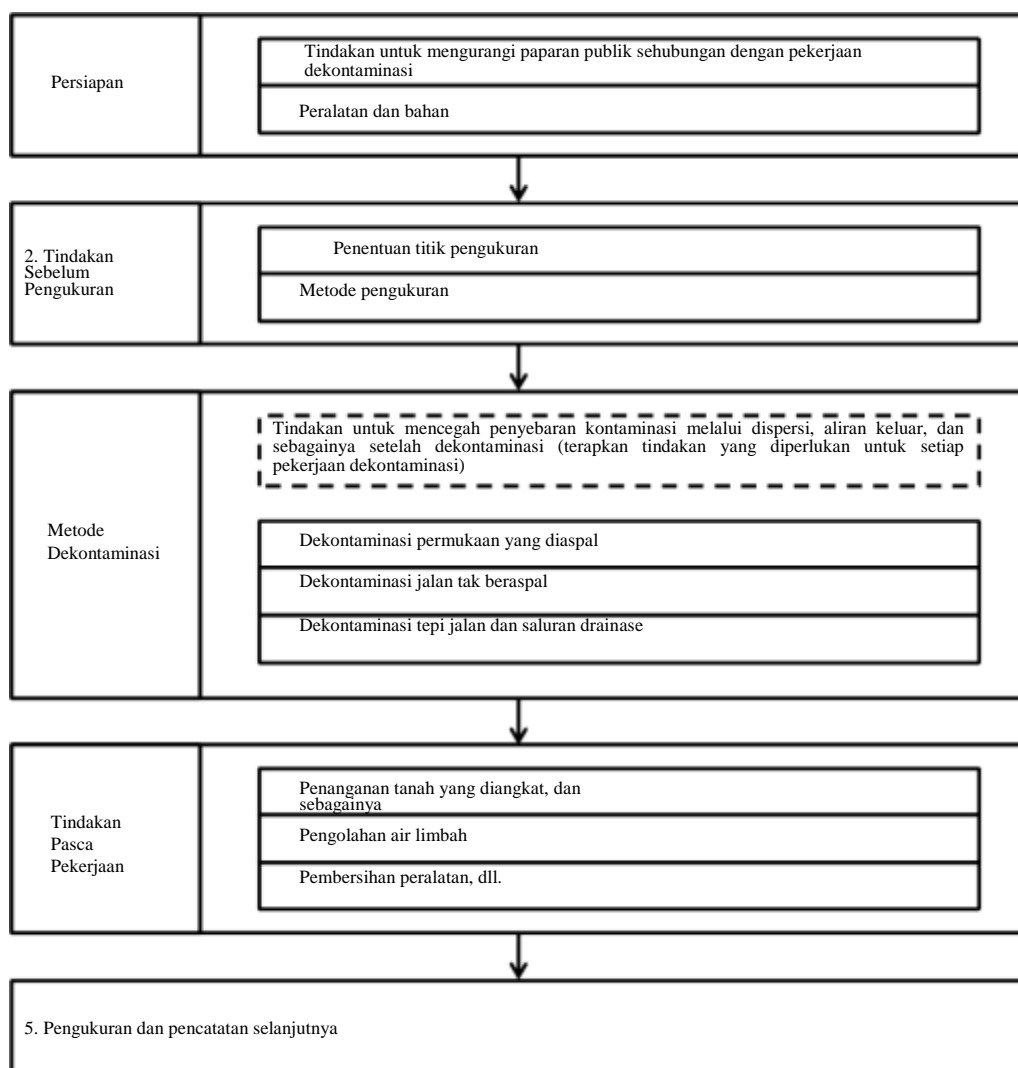 Persiapan
Tindakan untuk mengurangi paparan publik sehubungan dengan pekerjaan
dekontaminasi
Peralatan dan bahan
2. Tindakan
Sebelum
Pengukuran
Penentuan titik pengukuran
Metode pengukuran
Metode
Dekontaminasi
Tindakan untuk mencegah penyebaran kontaminasi melalui dispersi, aliran keluar, dan
sebagainya setelah dekontaminasi (terapkan tindakan yang diperlukan untuk setiap
pekerjaan dekontaminasi)
Dekontaminasi permukaan yang diaspal
Dekontaminasi jalan tak beraspal
Dekontaminasi tepi jalan dan saluran drainase
Tindakan
Pasca
Pekerjaan
Penanganan tanah yang diangkat, dan
sebagainya
Pengolahan air limbah
Pembersihan peralatan, dll.
5. Pengukuran dan pencatatan selanjutnya